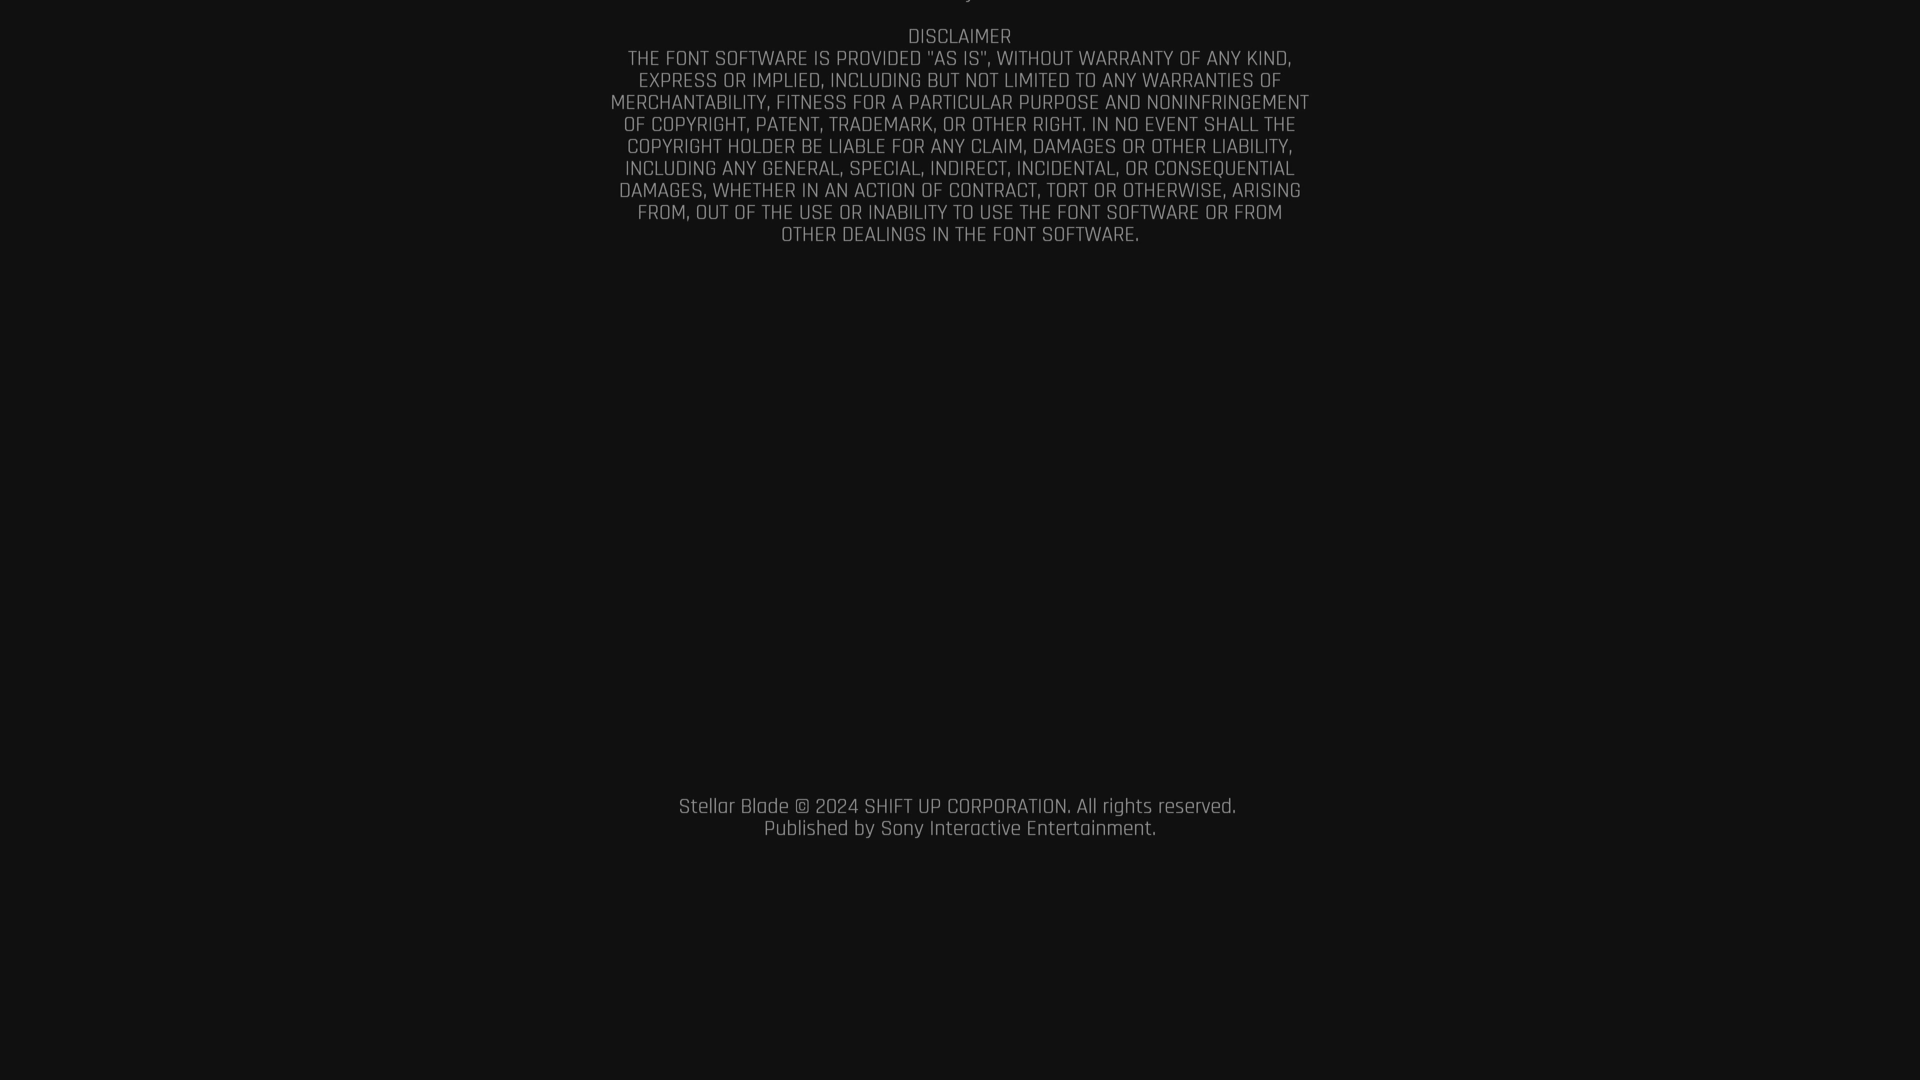 DISCLAIMER
THE FONT SOFTWARE IS PROVIDED "AS IS", WITHOUT WARRANTY OF ANY KIND,
EXPRESS OR IMPLIED, INCLUDING BUT NOT LIMITED TO ANY WARRANTIES OF
MERCHANTABILITY, FITNESS FOR A PARTICULAR PURPOSE AND NONINFRINGEMENT
OF COPYRIGHT, PATENT, TRADEMARK, OR OTHER RIGHT. IN NO EVENT SHALL THE
COPYRIGHT HOLDER BE LIABLE FOR ANY CLAIM, DAMAGES OR OTHER LIABILITY,
INCLUDING ANY GENERAL, SPECIAL, INDIRECT, INCIDENTAL, OR CONSEQUENTIAL
DAMAGES, WHETHER IN AN ACTION OF CONTRACT, TORT OR OTHERWISE, ARISING
FROM, OUT OF THE USE OR INABILITY TO USE THE FONT SOFTWARE OR FROM
OTHER DEALINGS IN THE FONT SOFTWARE.
Stellar Blade © 2024 SHIFT UP CORPORATION. All rights reserved.
Published by Sony Interactive Entertainment.